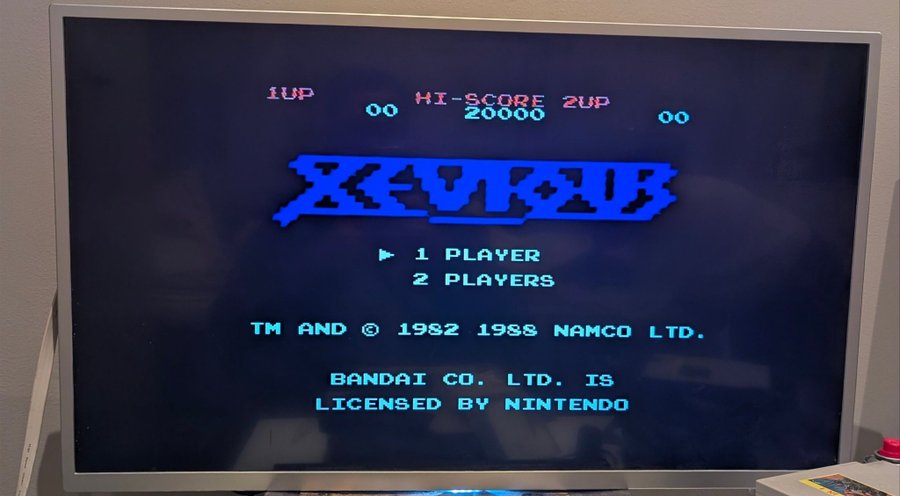 1UP HI-SCORE 2UP
00 20000 00
XEVIOUS
▶ 1 PLAYER
2 PLAYERS
TM AND © 1982 1988 NAMCO LTD.
BANDAI CO. LTD. IS
LICENSED BY NINTENDO